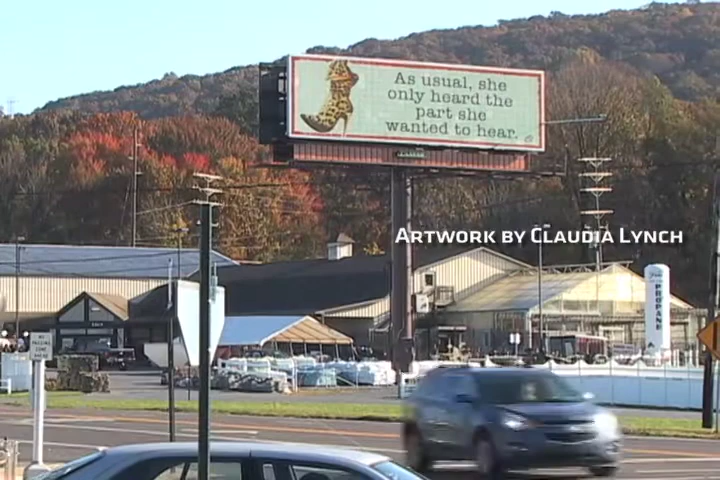 As usual, she
only heard the
part she
wanted to hear.
Artwork by Claudia Lynch
PROPANE